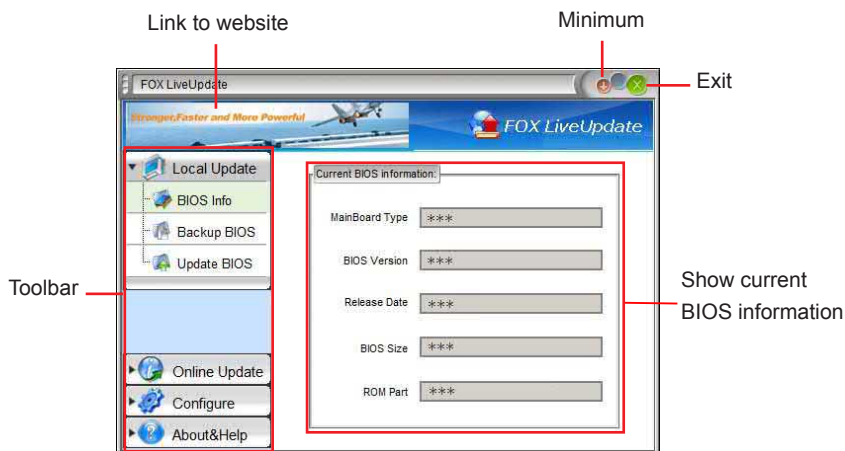 Link to website
Minimum
Exit
FOX LiveUpdate
Stronger,Faster and More Powerful
FOX LiveUpdate
Local Update
BIOS Info
Backup BIOS
Update BIOS
Toolbar
Online Update
Configure
About&Help
Current BIOS information:
MainBoard Type ***
BIOS Version ***
Release Date ***
BIOS Size ***
ROM Part ***
Show current
BIOS information